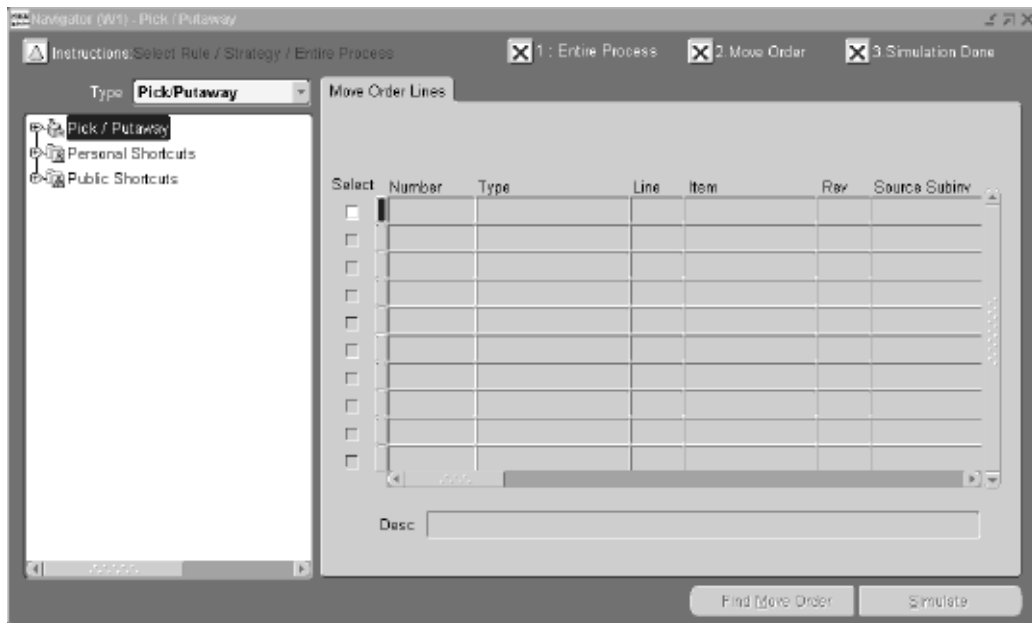 Navigator (W1) - Pick / Putaway
Instructions: Select Rule / Strategy / Entire Process
1 : Entire Process
2.Move Order
3.Simulation Done
Type Pick/Putaway
Pick / Putaway
Personal Shortcuts
Public Shortcuts
Move Order Lines
Select Number Type Line Item Rev Source Subinv
Desc
Find Move Order
Simulate